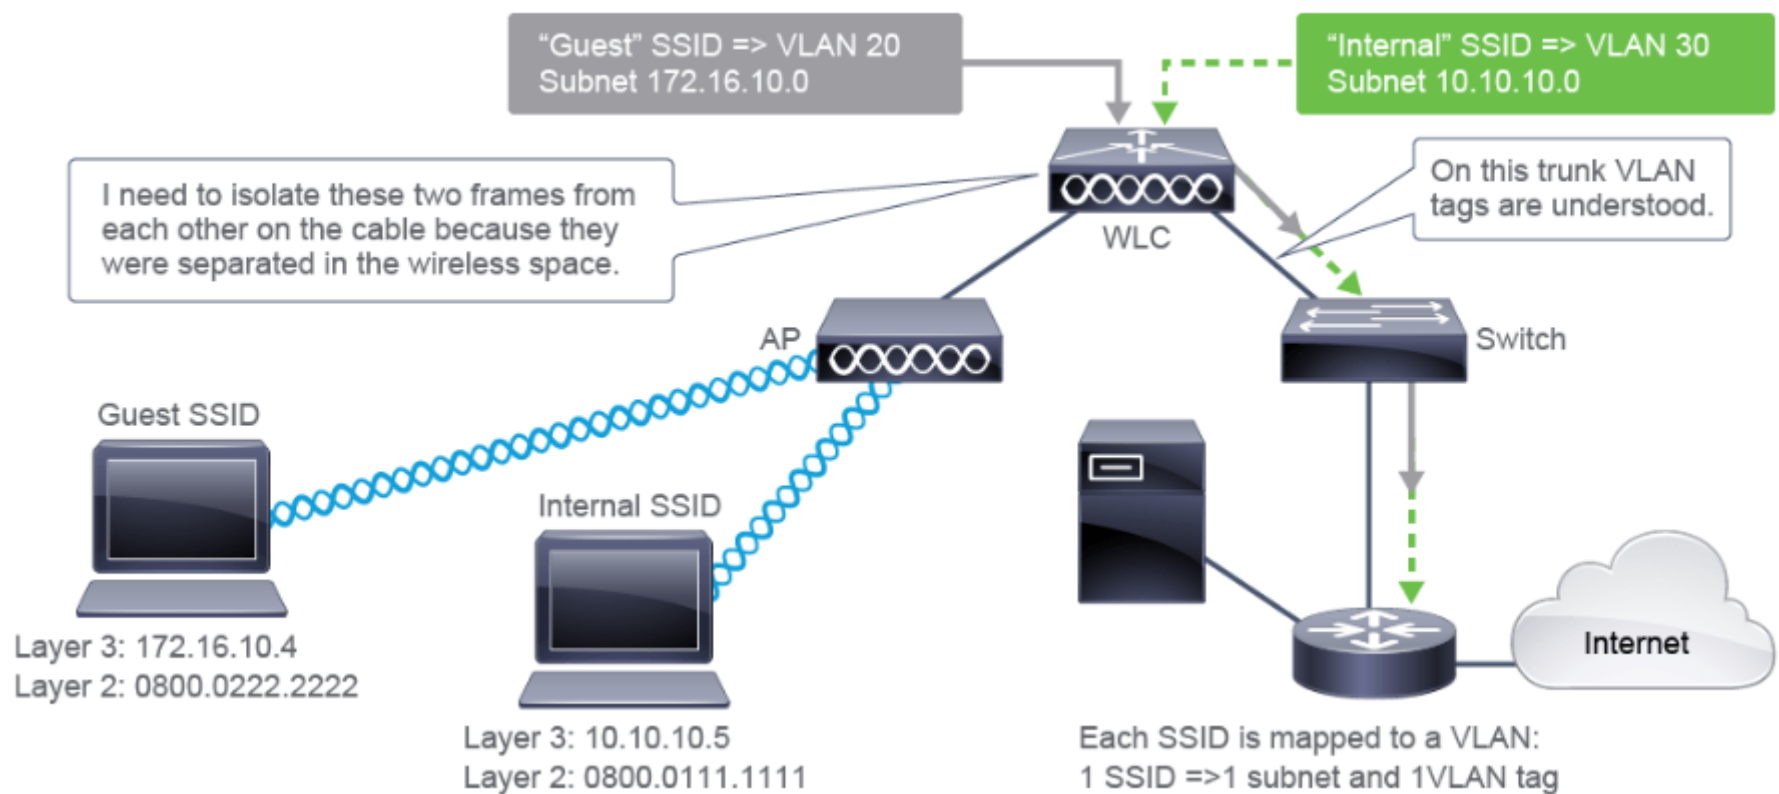 “Guest” SSID => VLAN 20
Subnet 172.16.10.0
“Internal” SSID => VLAN 30
Subnet 10.10.10.0
I need to isolate these two frames from
each other on the cable because they
were separated in the wireless space.
On this trunk VLAN
tags are understood.
WLC
AP
Switch
Guest SSID
Internal SSID
Layer 3: 172.16.10.4
Layer 2: 0800.0222.2222
Internet
Layer 3: 10.10.10.5
Layer 2: 0800.0111.1111
Each SSID is mapped to a VLAN:
1 SSID =>1 subnet and 1VLAN tag